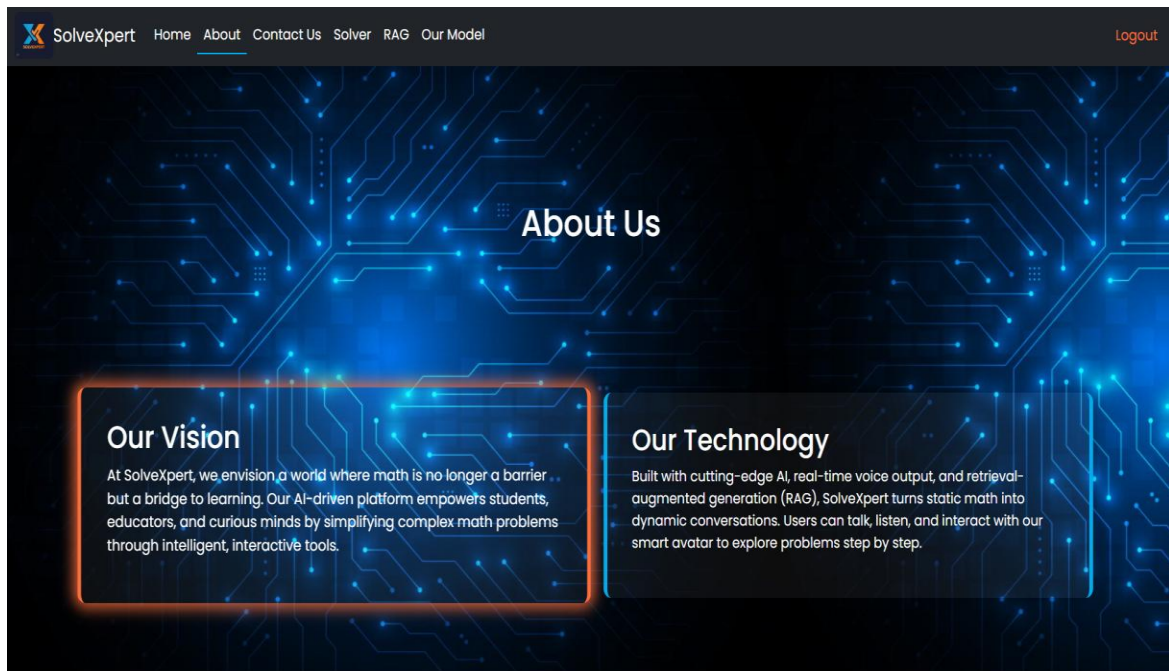 SolveXpert Home About Contact Us Solver RAG Our Model Logout
About Us
Our Vision
At SolveXpert, we envision a world where math is no longer a barrier
but a bridge to learning. Our AI-driven platform empowers students,
educators, and curious minds by simplifying complex math problems
through intelligent, interactive tools.
Our Technology
Built with cutting-edge AI, real-time voice output, and retrieval-
augmented generation (RAG), SolveXpert turns static math into
dynamic conversations. Users can talk, listen, and interact with our
smart avatar to explore problems step by step.